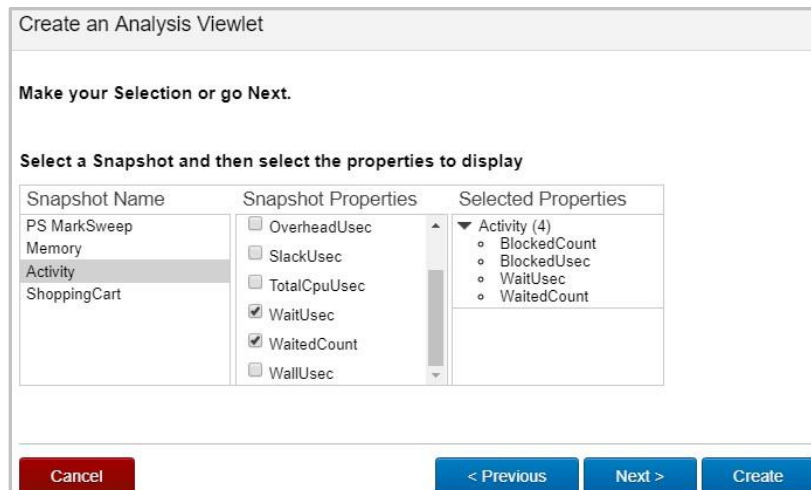 Create an Analysis Viewlet
Make your Selection or go Next.
Select a Snapshot and then select the properties to display
Snapshot Name
PS MarkSweep
Memory
Activity
ShoppingCart
Snapshot Properties
OverheadUsec
SlackUsec
TotalCpuUsec
WaitUsec
WaitedCount
WallUsec
Selected Properties
Activity (4)
BlockedCount
BlockedUsec
WaitUsec
WaitedCount
Cancel
< Previous
Next >
Create